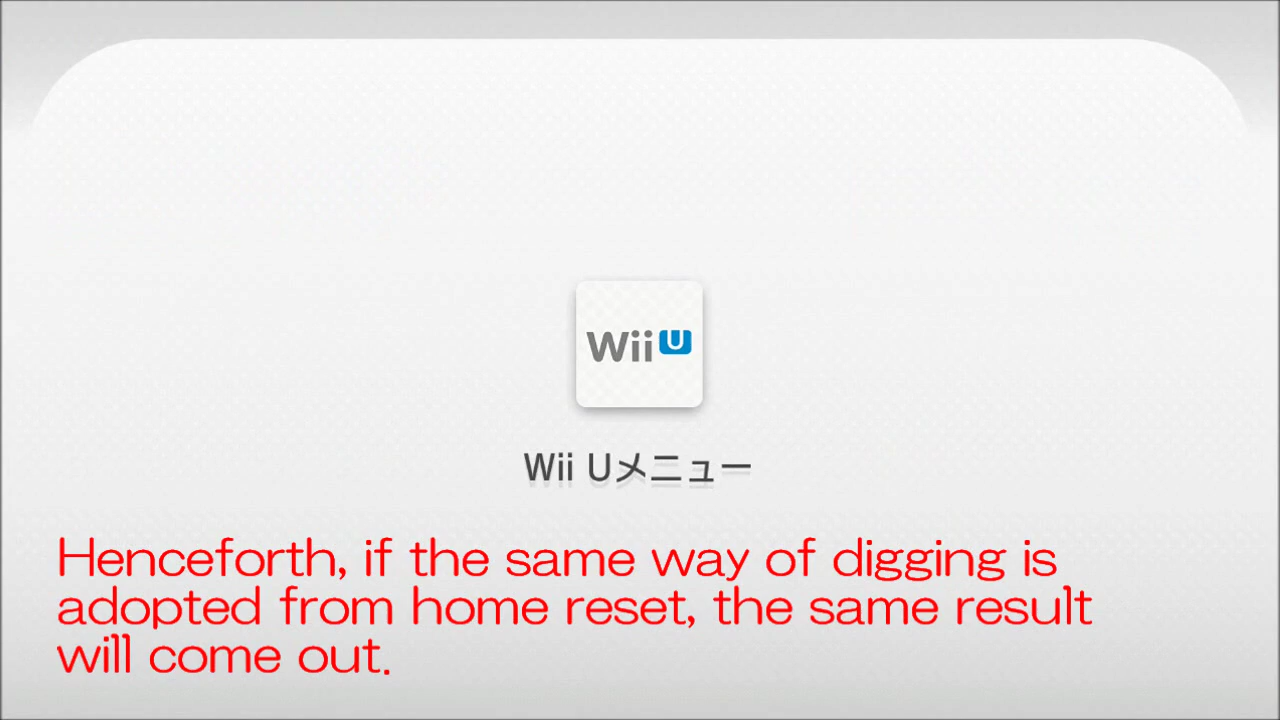 Wii U
Wii Uメニュー
Henceforth, if the same way of digging is
adopted from home reset, the same result
will come out.